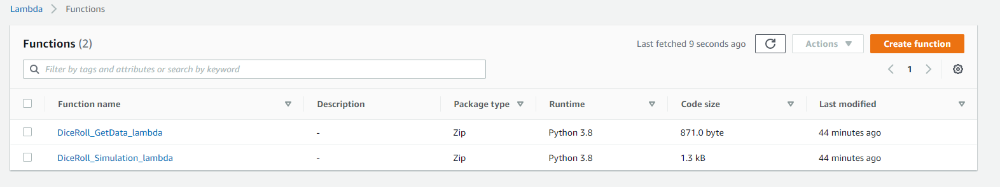 Lambda > Functions
Functions (2) Last fetched 9 seconds ago Actions Create function
Filter by tags and attributes or search by keyword 1
Function name Description Package type Runtime Code size Last modified
DiceRoll_GetData_lambda - Zip Python 3.8 871.0 byte 44 minutes ago
DiceRoll_Simulation_lambda - Zip Python 3.8 1.3 kB 44 minutes ago